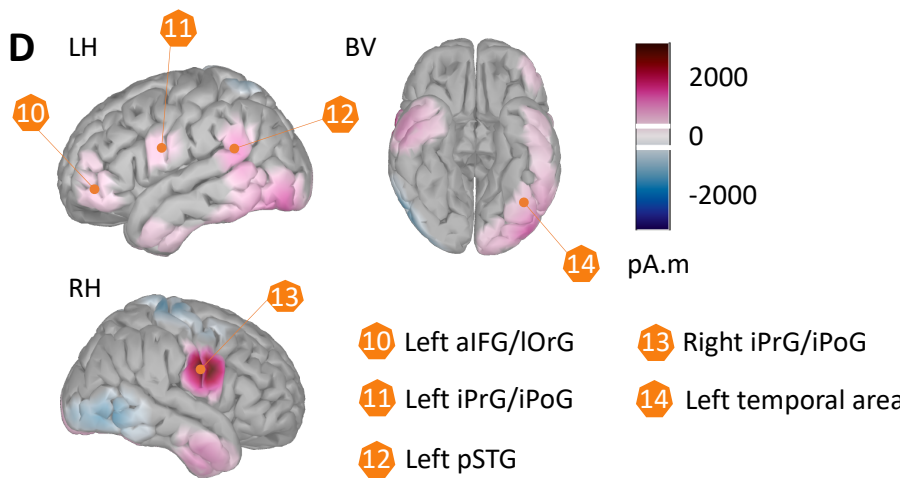 D
LH
11
BV
10
12
2000
0
-2000
14
pA.m
RH
13
10 Left aIFG/lOrG
13 Right iPrG/iPoG
11 Left iPrG/iPoG
14 Left temporal area
12 Left pSTG